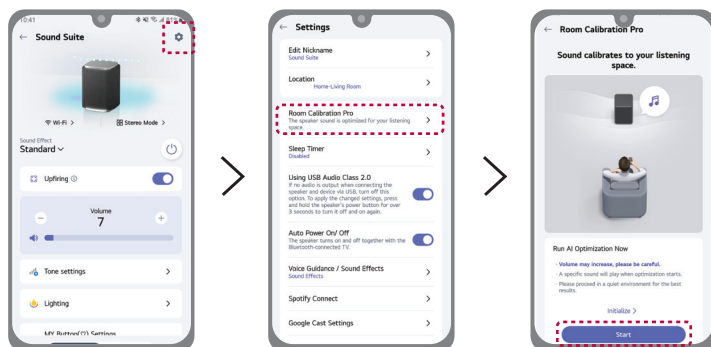 10:41
81%
← Sound Suite
Wi-Fi >
Stereo Mode >
Sound Effect
Standard
Upfiring
Volume
7
Tone settings >
Lighting >
MY Button(♡) Settings
← Settings
Edit Nickname
Sound Suite
Location
Home-Living Room
Room Calibration Pro
The speaker sound is optimized for your listening
space.
Sleep Timer
Disabled
Using USB Audio Class 2.0
If no audio is output when connecting the
speaker and device via USB, turn off this
option. To apply the changed settings, press
and hold the speaker's power button for over
3 seconds to turn it off and on again.
Auto Power On/ Off
The speaker turns on and off together with the
Bluetooth-connected TV.
Voice Guidance / Sound Effects
Sound Effects
Spotify Connect
Google Cast Settings
← Room Calibration Pro
Sound calibrates to your listening
space.
Run AI Optimization Now
· Volume may increase, please be careful.
· A specific sound will play when optimization starts.
· Please proceed in a quiet environment for the best
results.
Initialize >
Start